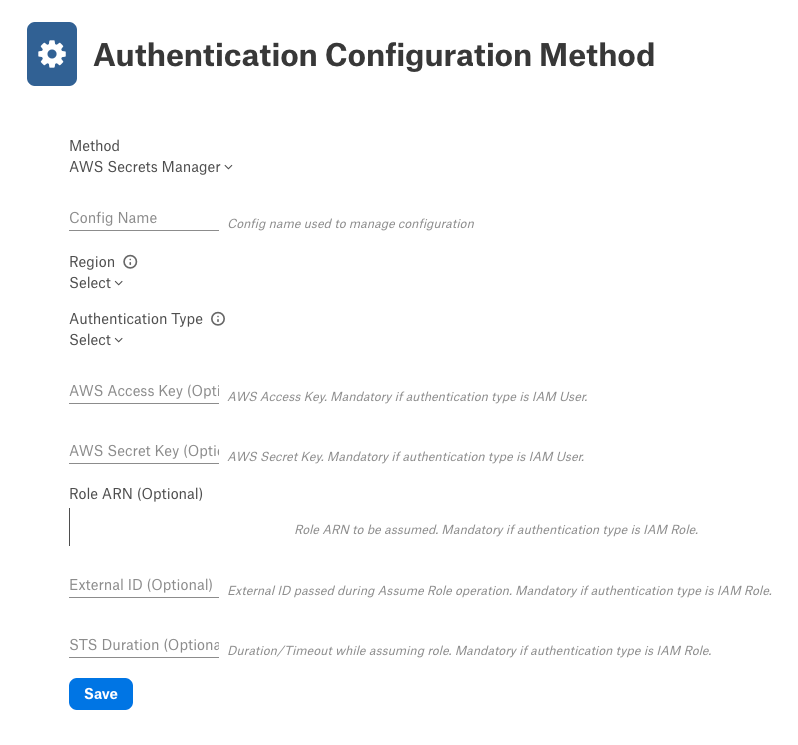 Authentication Configuration Method
Method
AWS Secrets Manager
Config Name
Config name used to manage configuration
Region
Select
Authentication Type
Select
AWS Access Key (Opti
AWS Access Key. Mandatory if authentication type is IAM User.
AWS Secret Key (Optio
AWS Secret Key. Mandatory if authentication type is IAM User.
Role ARN (Optional)
Role ARN to be assumed. Mandatory if authentication type is IAM Role.
External ID (Optional)
External ID passed during Assume Role operation. Mandatory if authentication type is IAM Role.
STS Duration (Optiona
Duration/Timeout while assuming role. Mandatory if authentication type is IAM Role.
Save